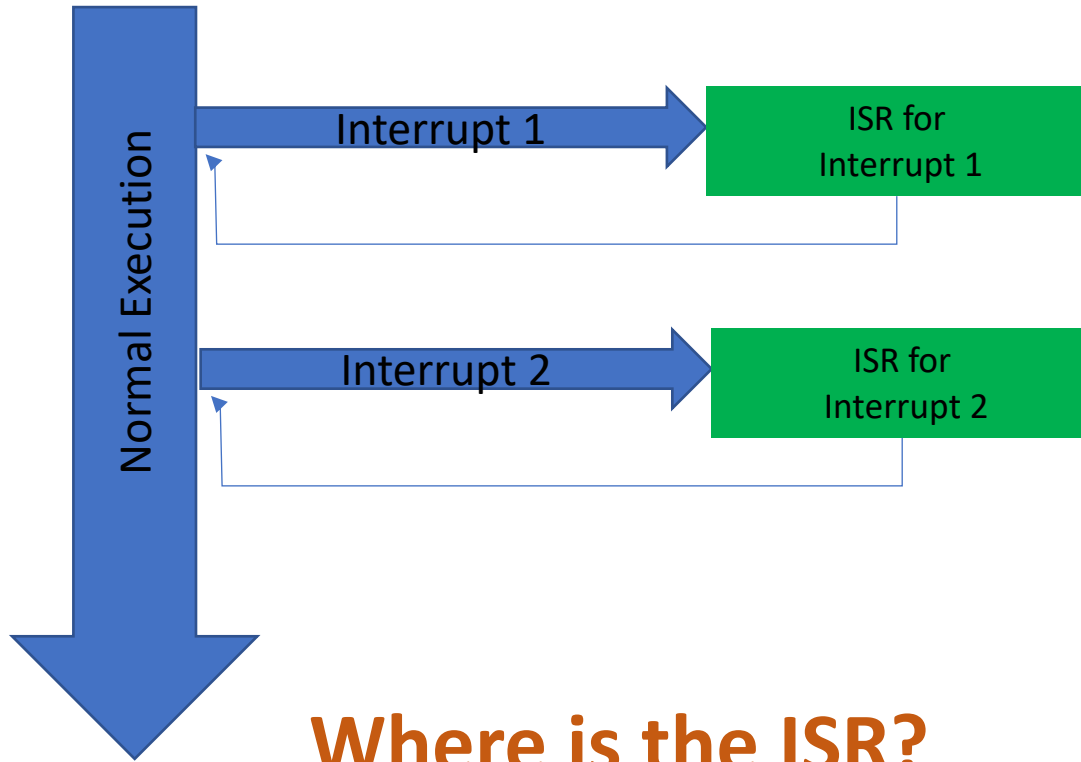 Normal Execution
Interrupt 1
ISR for
Interrupt 1
Interrupt 2
ISR for
Interrupt 2
Where is the ISR?